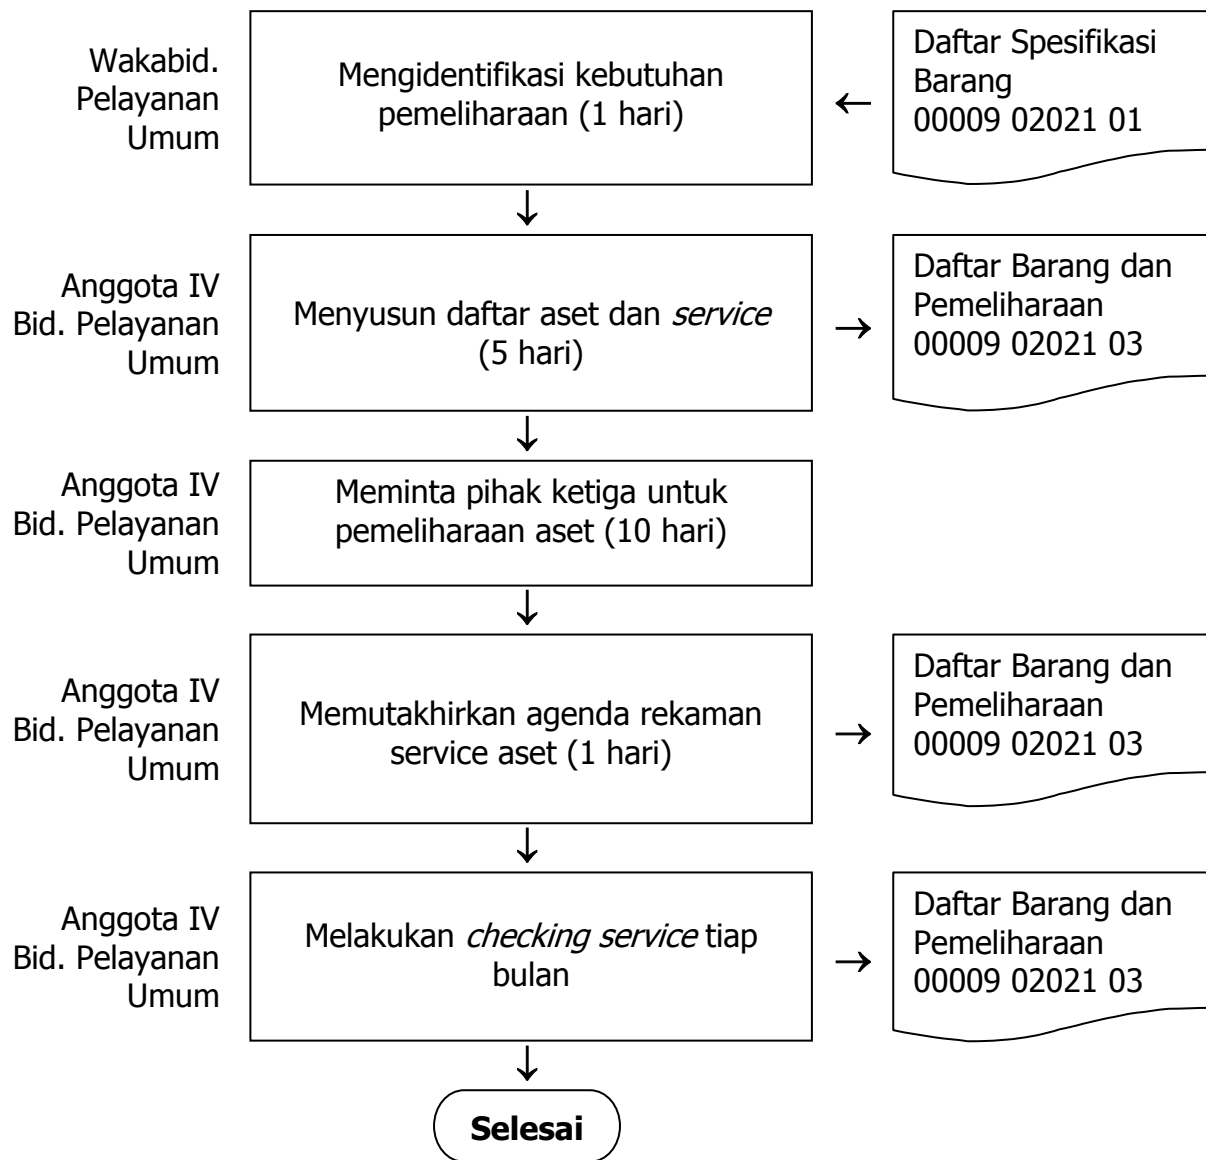 Wakabid.
Pelayanan
Umum
Mengidentifikasi kebutuhan
pemeliharaan (1 hari)
←
Daftar Spesifikasi
Barang
00009 02021 01
↓
Anggota IV
Bid. Pelayanan
Umum
Menyusun daftar aset dan service
(5 hari)
→
Daftar Barang dan
Pemeliharaan
00009 02021 03
↓
Anggota IV
Bid. Pelayanan
Umum
Meminta pihak ketiga untuk
pemeliharaan aset (10 hari)
↓
Anggota IV
Bid. Pelayanan
Umum
Memutakhirkan agenda rekaman
service aset (1 hari)
→
Daftar Barang dan
Pemeliharaan
00009 02021 03
↓
Anggota IV
Bid. Pelayanan
Umum
Melakukan checking service tiap
bulan
→
Daftar Barang dan
Pemeliharaan
00009 02021 03
↓
Selesai